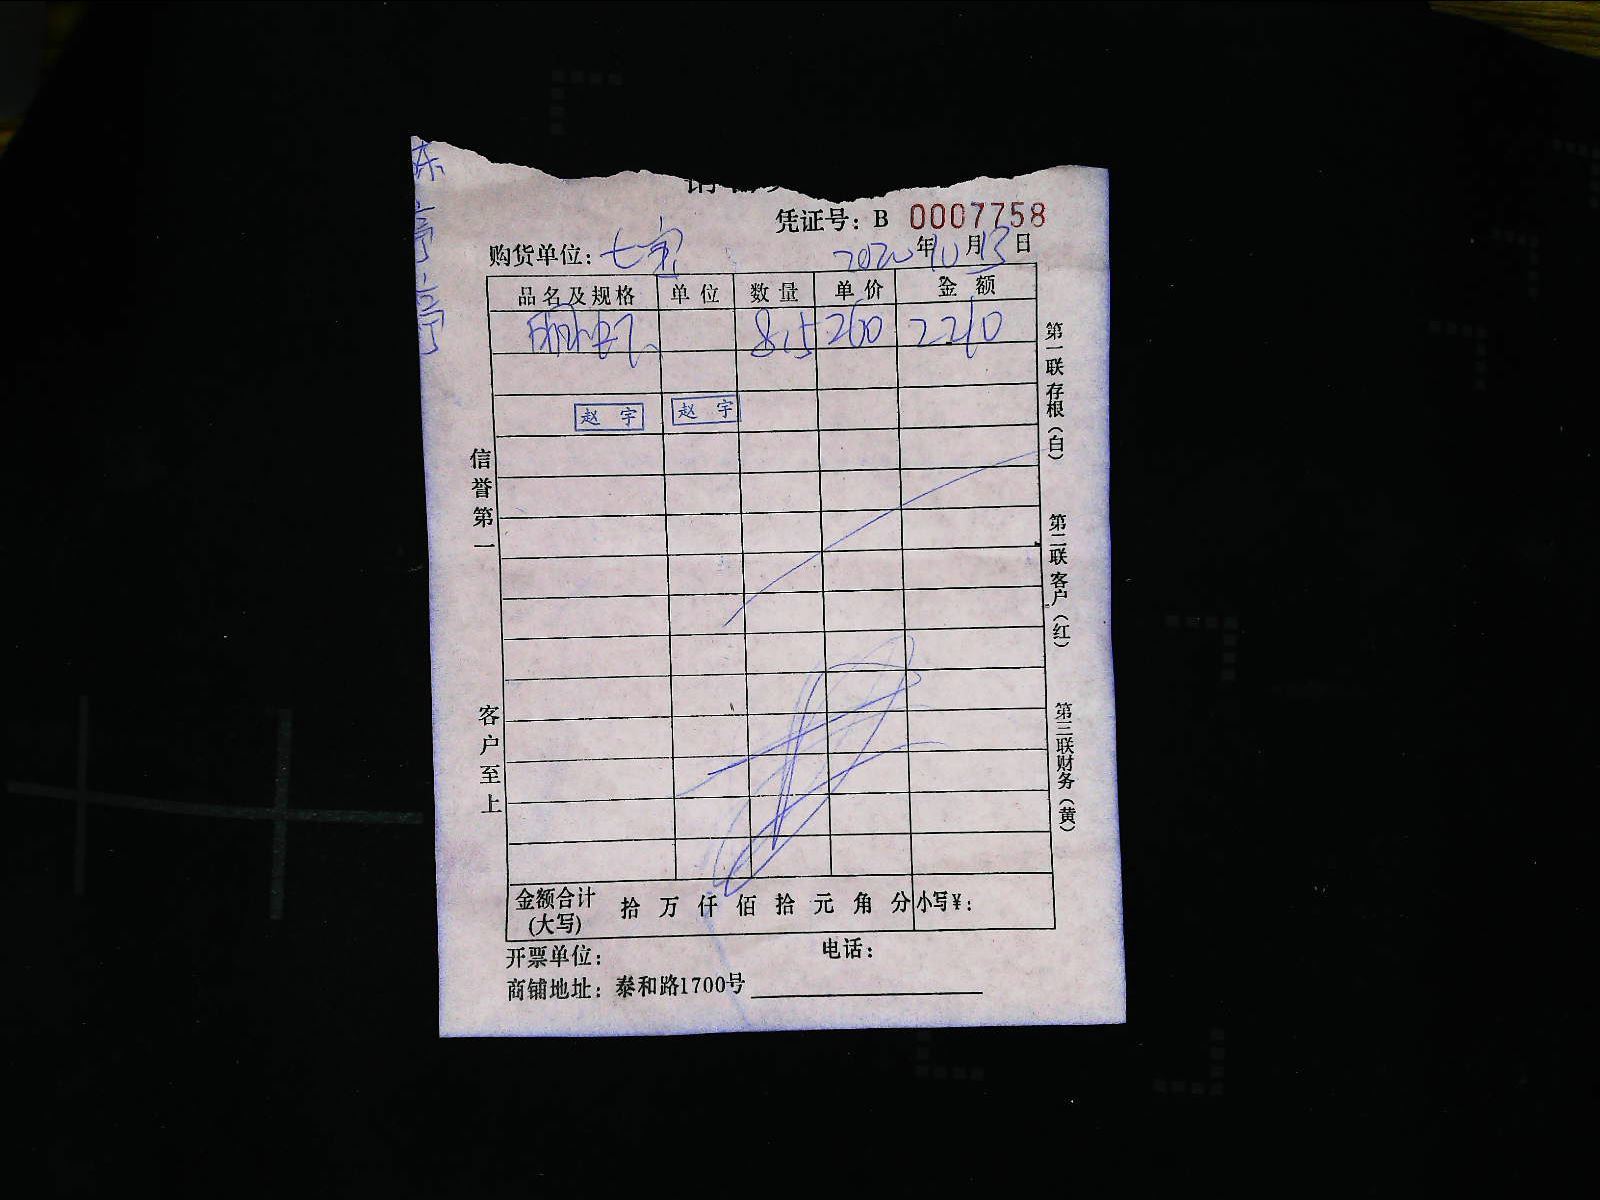 凭证号：B 0007758
购货单位：七宝 2020年10月13日
品名及规格 单位 数量 单价 金额
8.5 260 2210
赵宇 赵宇
信誉第一
客户至上
第一联存根（白）
第二联客户（红）
第三联财务（黄）
金额合计（大写） 拾 万 仟 佰 拾 元 角 分 小写￥：
开票单位： 电话：
商铺地址：泰和路1700号